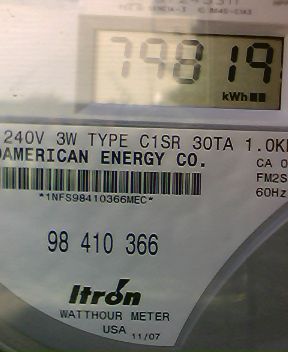 79819
kWh
240V 3W TYPE C1SR 30TA 1.0K
DAMERICAN ENERGY CO.
CA 0
FM2S
60Hz
*1NFS98410366MEC*
98 410 366
Itron
WATTHOUR METER
USA 11/07